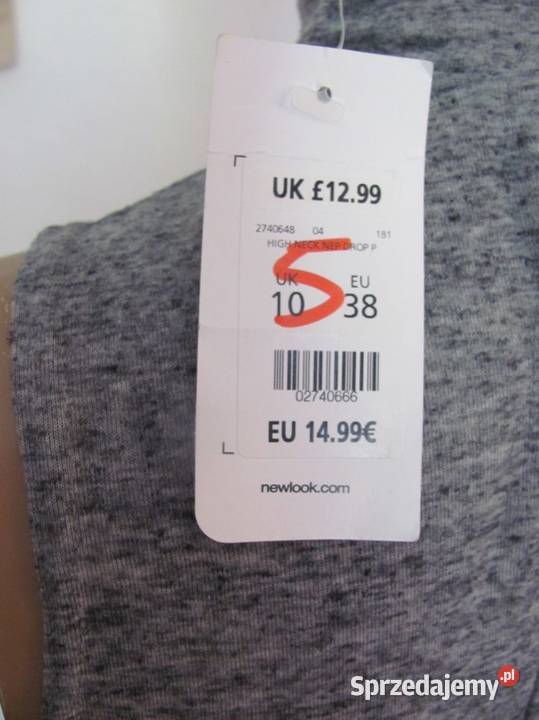 UK £12.99
2740648 04 181
HIGH NECK NEP DROP P
5
UK EU
10 38
02740666
EU 14.99€
newlook.com
Sprzedajemy.pl